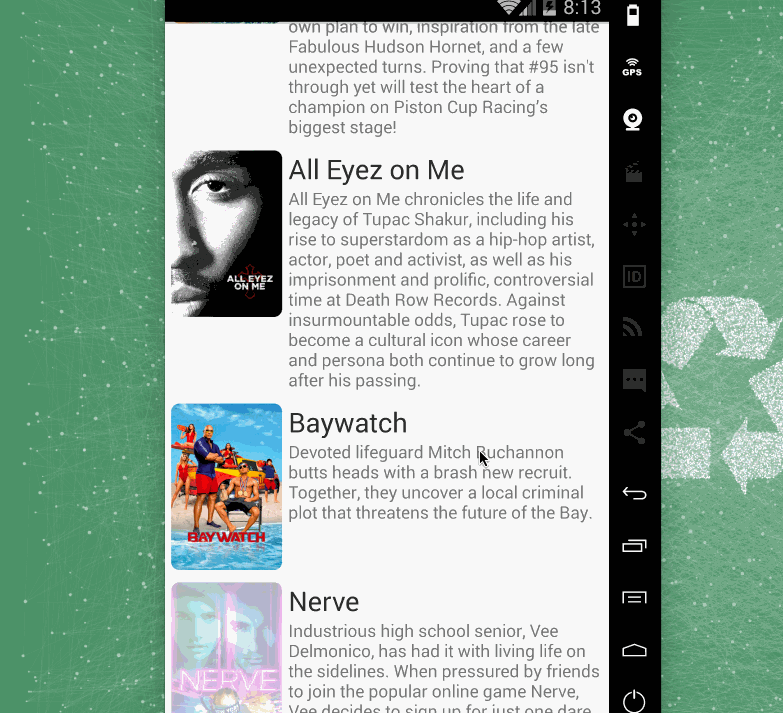 8:13
own plan to win, inspiration from the late
Fabulous Hudson Hornet, and a few
unexpected turns. Proving that #95 isn't
through yet will test the heart of a
champion on Piston Cup Racing’s
biggest stage!
GPS
All Eyez on Me
All Eyez on Me chronicles the life and
legacy of Tupac Shakur, including his
rise to superstardom as a hip-hop artist,
actor, poet and activist, as well as his
imprisonment and prolific, controversial
time at Death Row Records. Against
insurmountable odds, Tupac rose to
become a cultural icon whose career
and persona both continue to grow long
after his passing.
ALL EYEZ
ON ME
ID
Baywatch
Devoted lifeguard Mitch Buchannon
butts heads with a brash new recruit.
Together, they uncover a local criminal
plot that threatens the future of the Bay.
BAYWATCH
Nerve
Industrious high school senior, Vee
Delmonico, has had it with living life on
the sidelines. When pressured by friends
to join the popular online game Nerve,
Vee decides to sign up for just one dare
NERVE